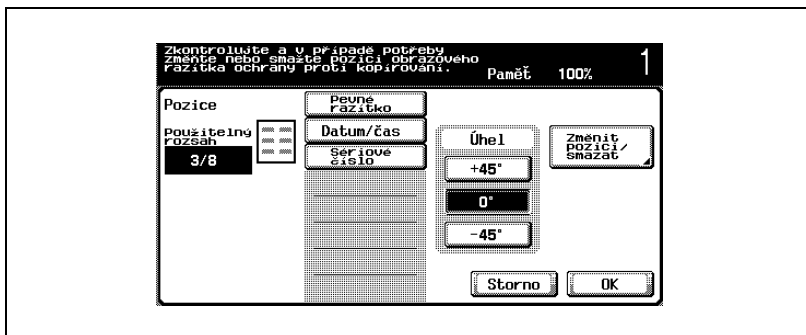 Zkontrolujte a v případě potřeby
změňte nebo smažte pozici obrazového
razítka ochrany proti kopírování.
Paměť 100% 1
Pozice
Použitelný
rozsah
3/8
Pevné
razítko
Datum/čas
Sériové
číslo
Úhel
+45°
0°
-45°
Změnit
pozici/
smazat
Storno
OK